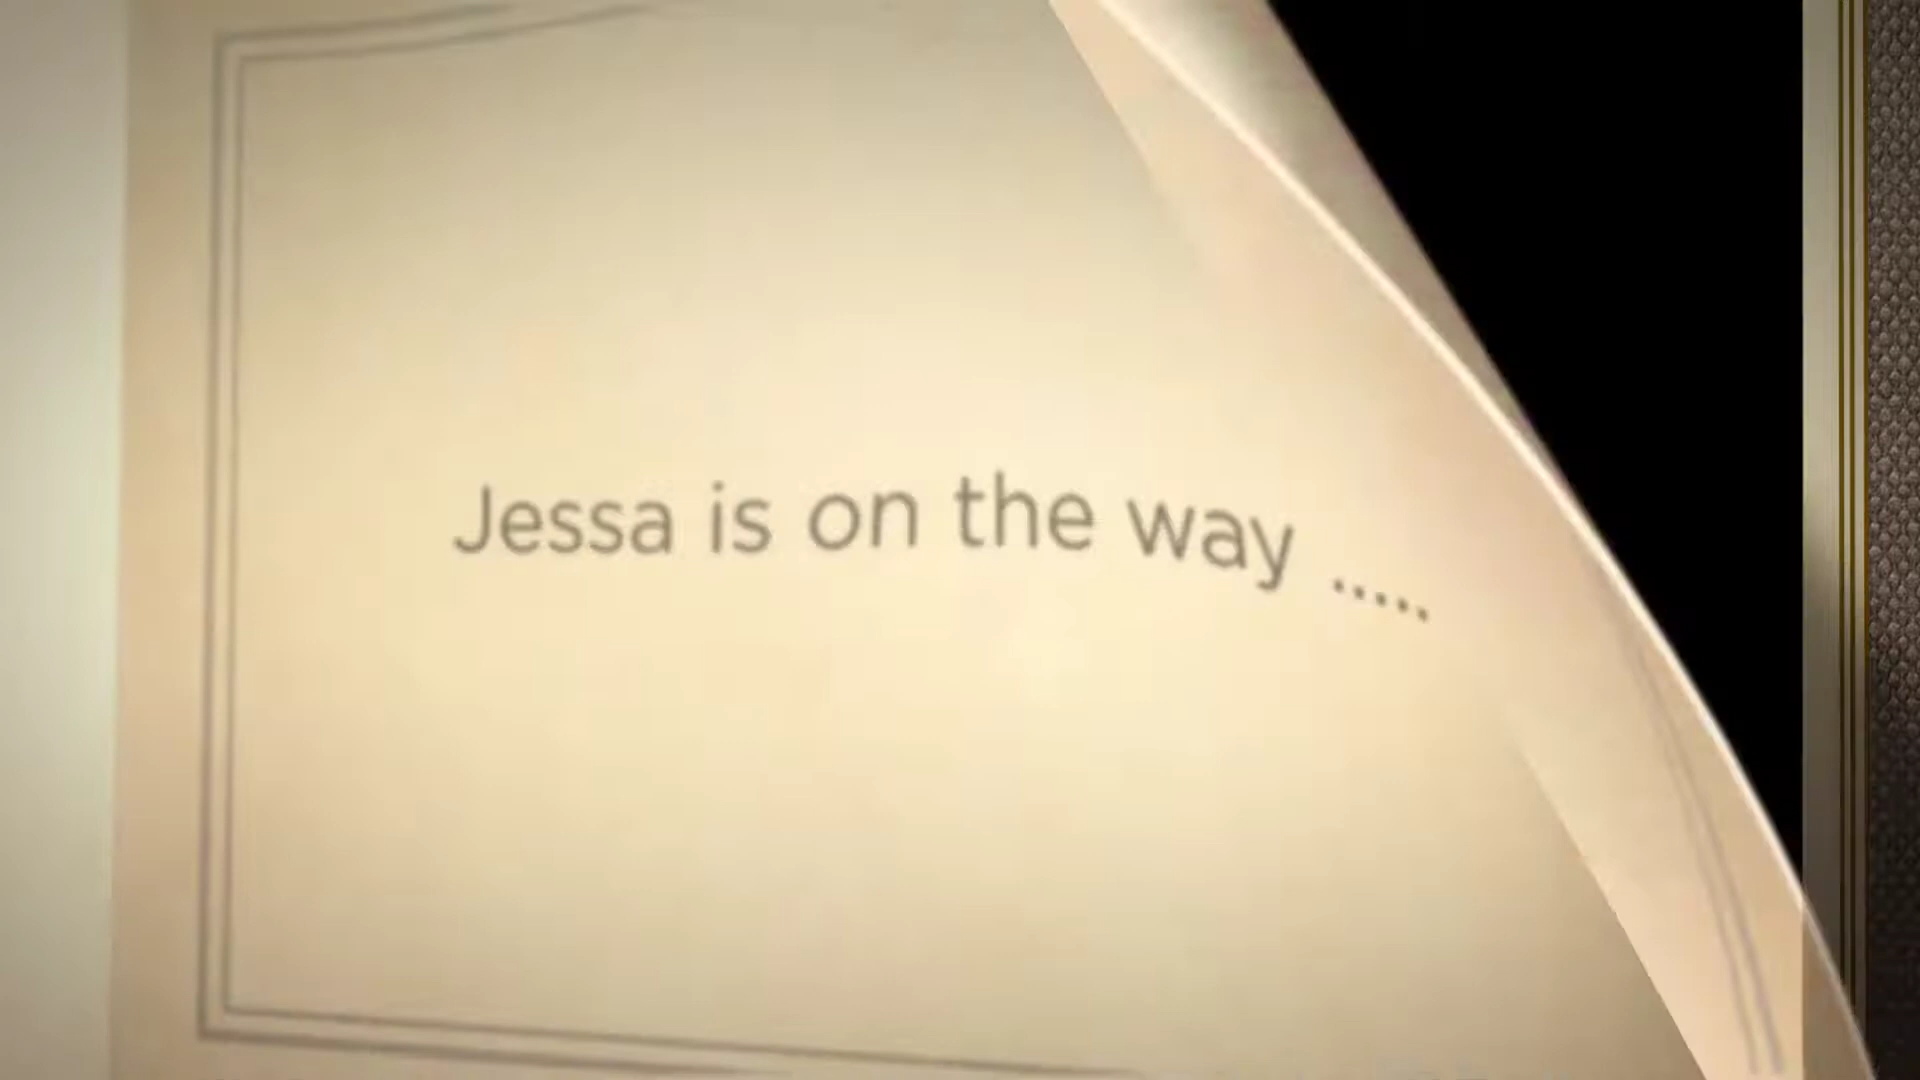 Jessa is on the way .....